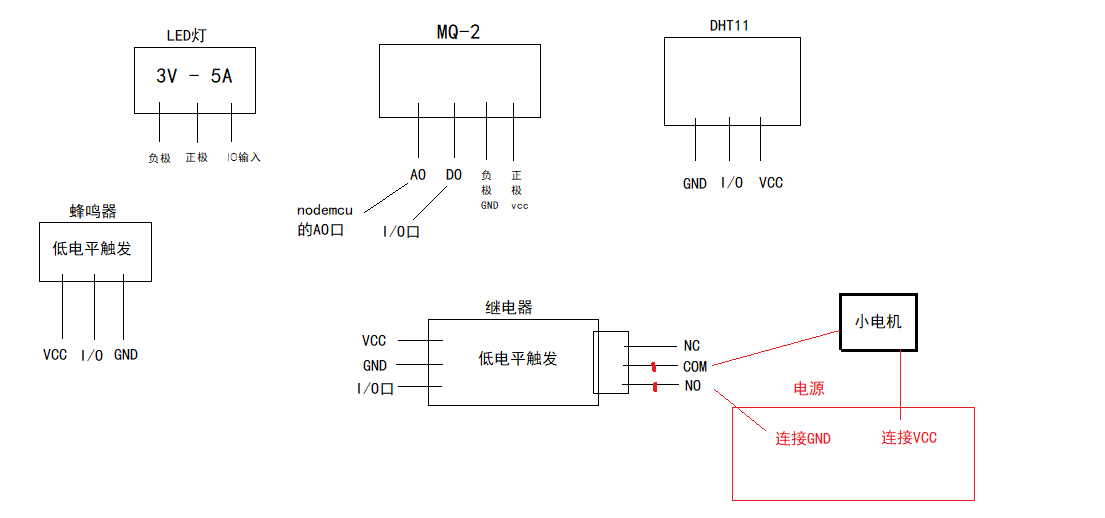 LED灯
3V - 5A
负极
正极
IO输入
MQ-2
AO
DO
负
极
GND
正
极
vcc
nodemcu
的AO口
I/O口
DHT11
GND
I/O
VCC
蜂鸣器
低电平触发
VCC
I/O
GND
继电器
VCC
GND
I/O口
低电平触发
NC
COM
NO
小电机
电源
连接GND
连接VCC